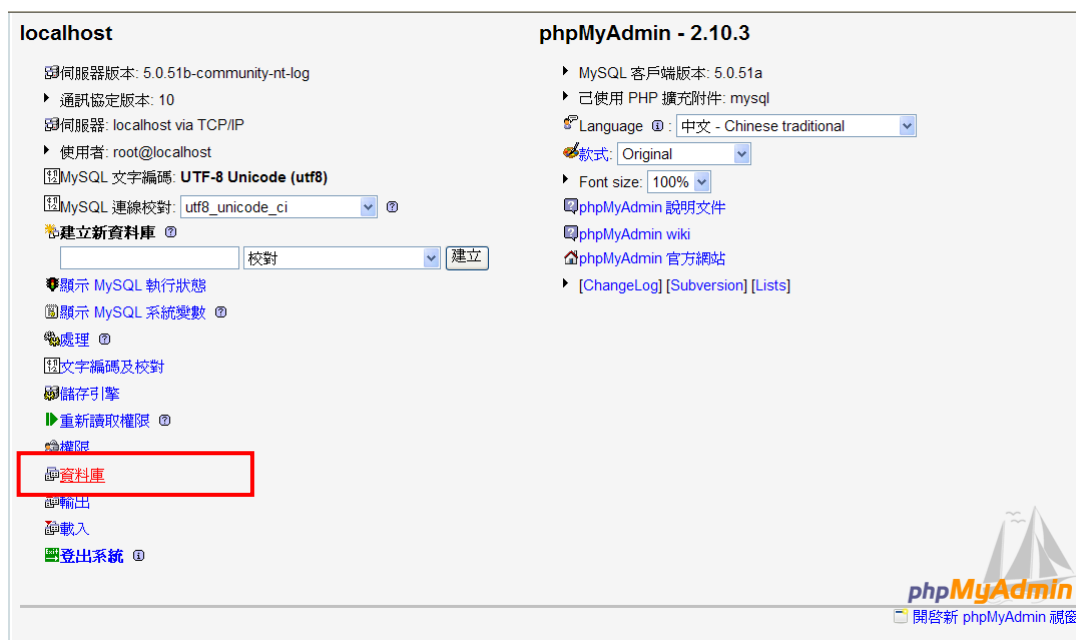 localhost
伺服器版本: 5.0.51b-community-nt-log
通訊協定版本: 10
伺服器: localhost via TCP/IP
使用者: root@localhost
MySQL 文字編碼: UTF-8 Unicode (utf8)
MySQL 連線校對: utf8_unicode_ci
建立新資料庫
校對 建立
顯示 MySQL 執行狀態
顯示 MySQL 系統變數
處理
文字編碼及校對
儲存引擎
重新讀取權限
權限
資料庫
輸出
載入
登出系統
phpMyAdmin - 2.10.3
MySQL 客戶端版本: 5.0.51a
已使用 PHP 擴充附件: mysql
Language : 中文 - Chinese traditional
款式: Original
Font size: 100%
phpMyAdmin 說明文件
phpMyAdmin wiki
phpMyAdmin 官方網站
[ChangeLog] [Subversion] [Lists]
phpMyAdmin
開啓新 phpMyAdmin 視窗